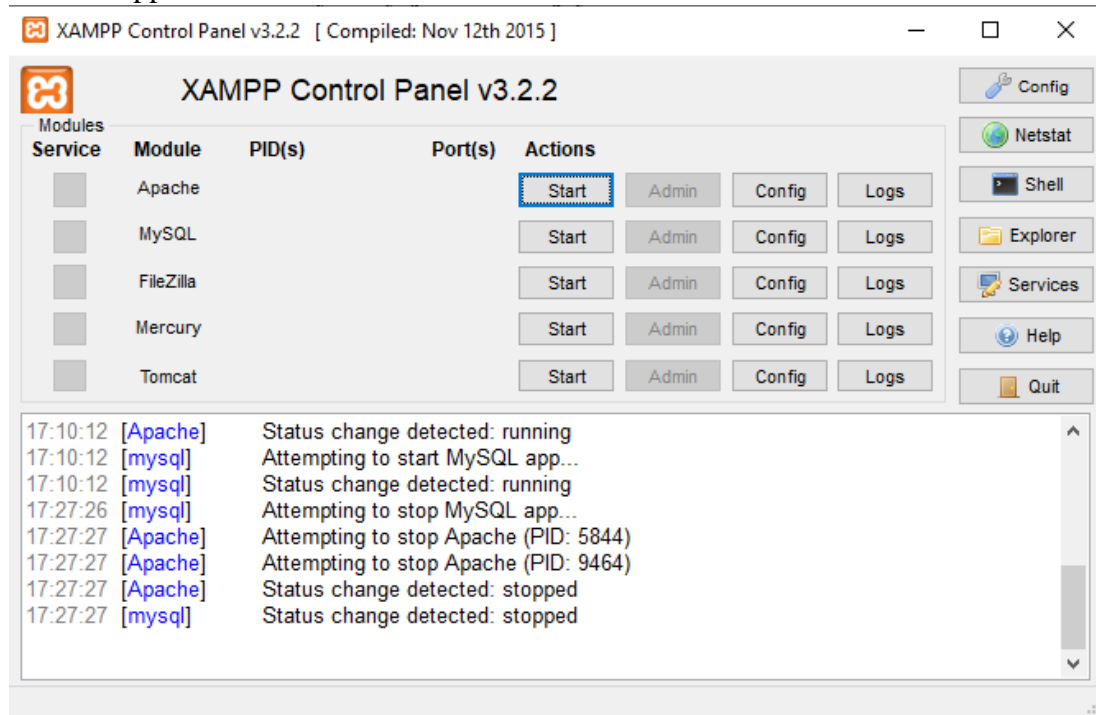 XAMPP Control Panel v3.2.2 [ Compiled: Nov 12th 2015 ]
XAMPP Control Panel v3.2.2
Config
Modules
Netstat
Service Module PID(s) Port(s) Actions
Apache Start Admin Config Logs
Shell
MySQL Start Admin Config Logs
Explorer
FileZilla Start Admin Config Logs
Services
Mercury Start Admin Config Logs
Help
Tomcat Start Admin Config Logs
Quit
17:10:12 [Apache] Status change detected: running
17:10:12 [mysql] Attempting to start MySQL app...
17:10:12 [mysql] Status change detected: running
17:27:26 [mysql] Attempting to stop MySQL app...
17:27:27 [Apache] Attempting to stop Apache (PID: 5844)
17:27:27 [Apache] Attempting to stop Apache (PID: 9464)
17:27:27 [Apache] Status change detected: stopped
17:27:27 [mysql] Status change detected: stopped